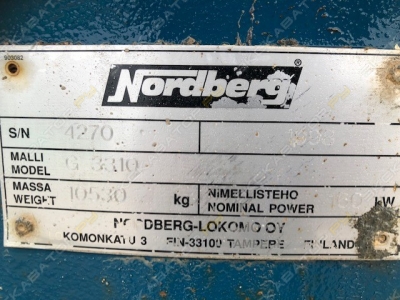 Nordberg®
S/N 4270
MALLI
MODEL G 3310
MASSA
WEIGHT 10530 kg
NIMELLISTEHO
NOMINAL POWER kW
NORDBERG-LOKOMO OY
KOMONKATU 3 FIN-33100 TAMPERE FINLAND